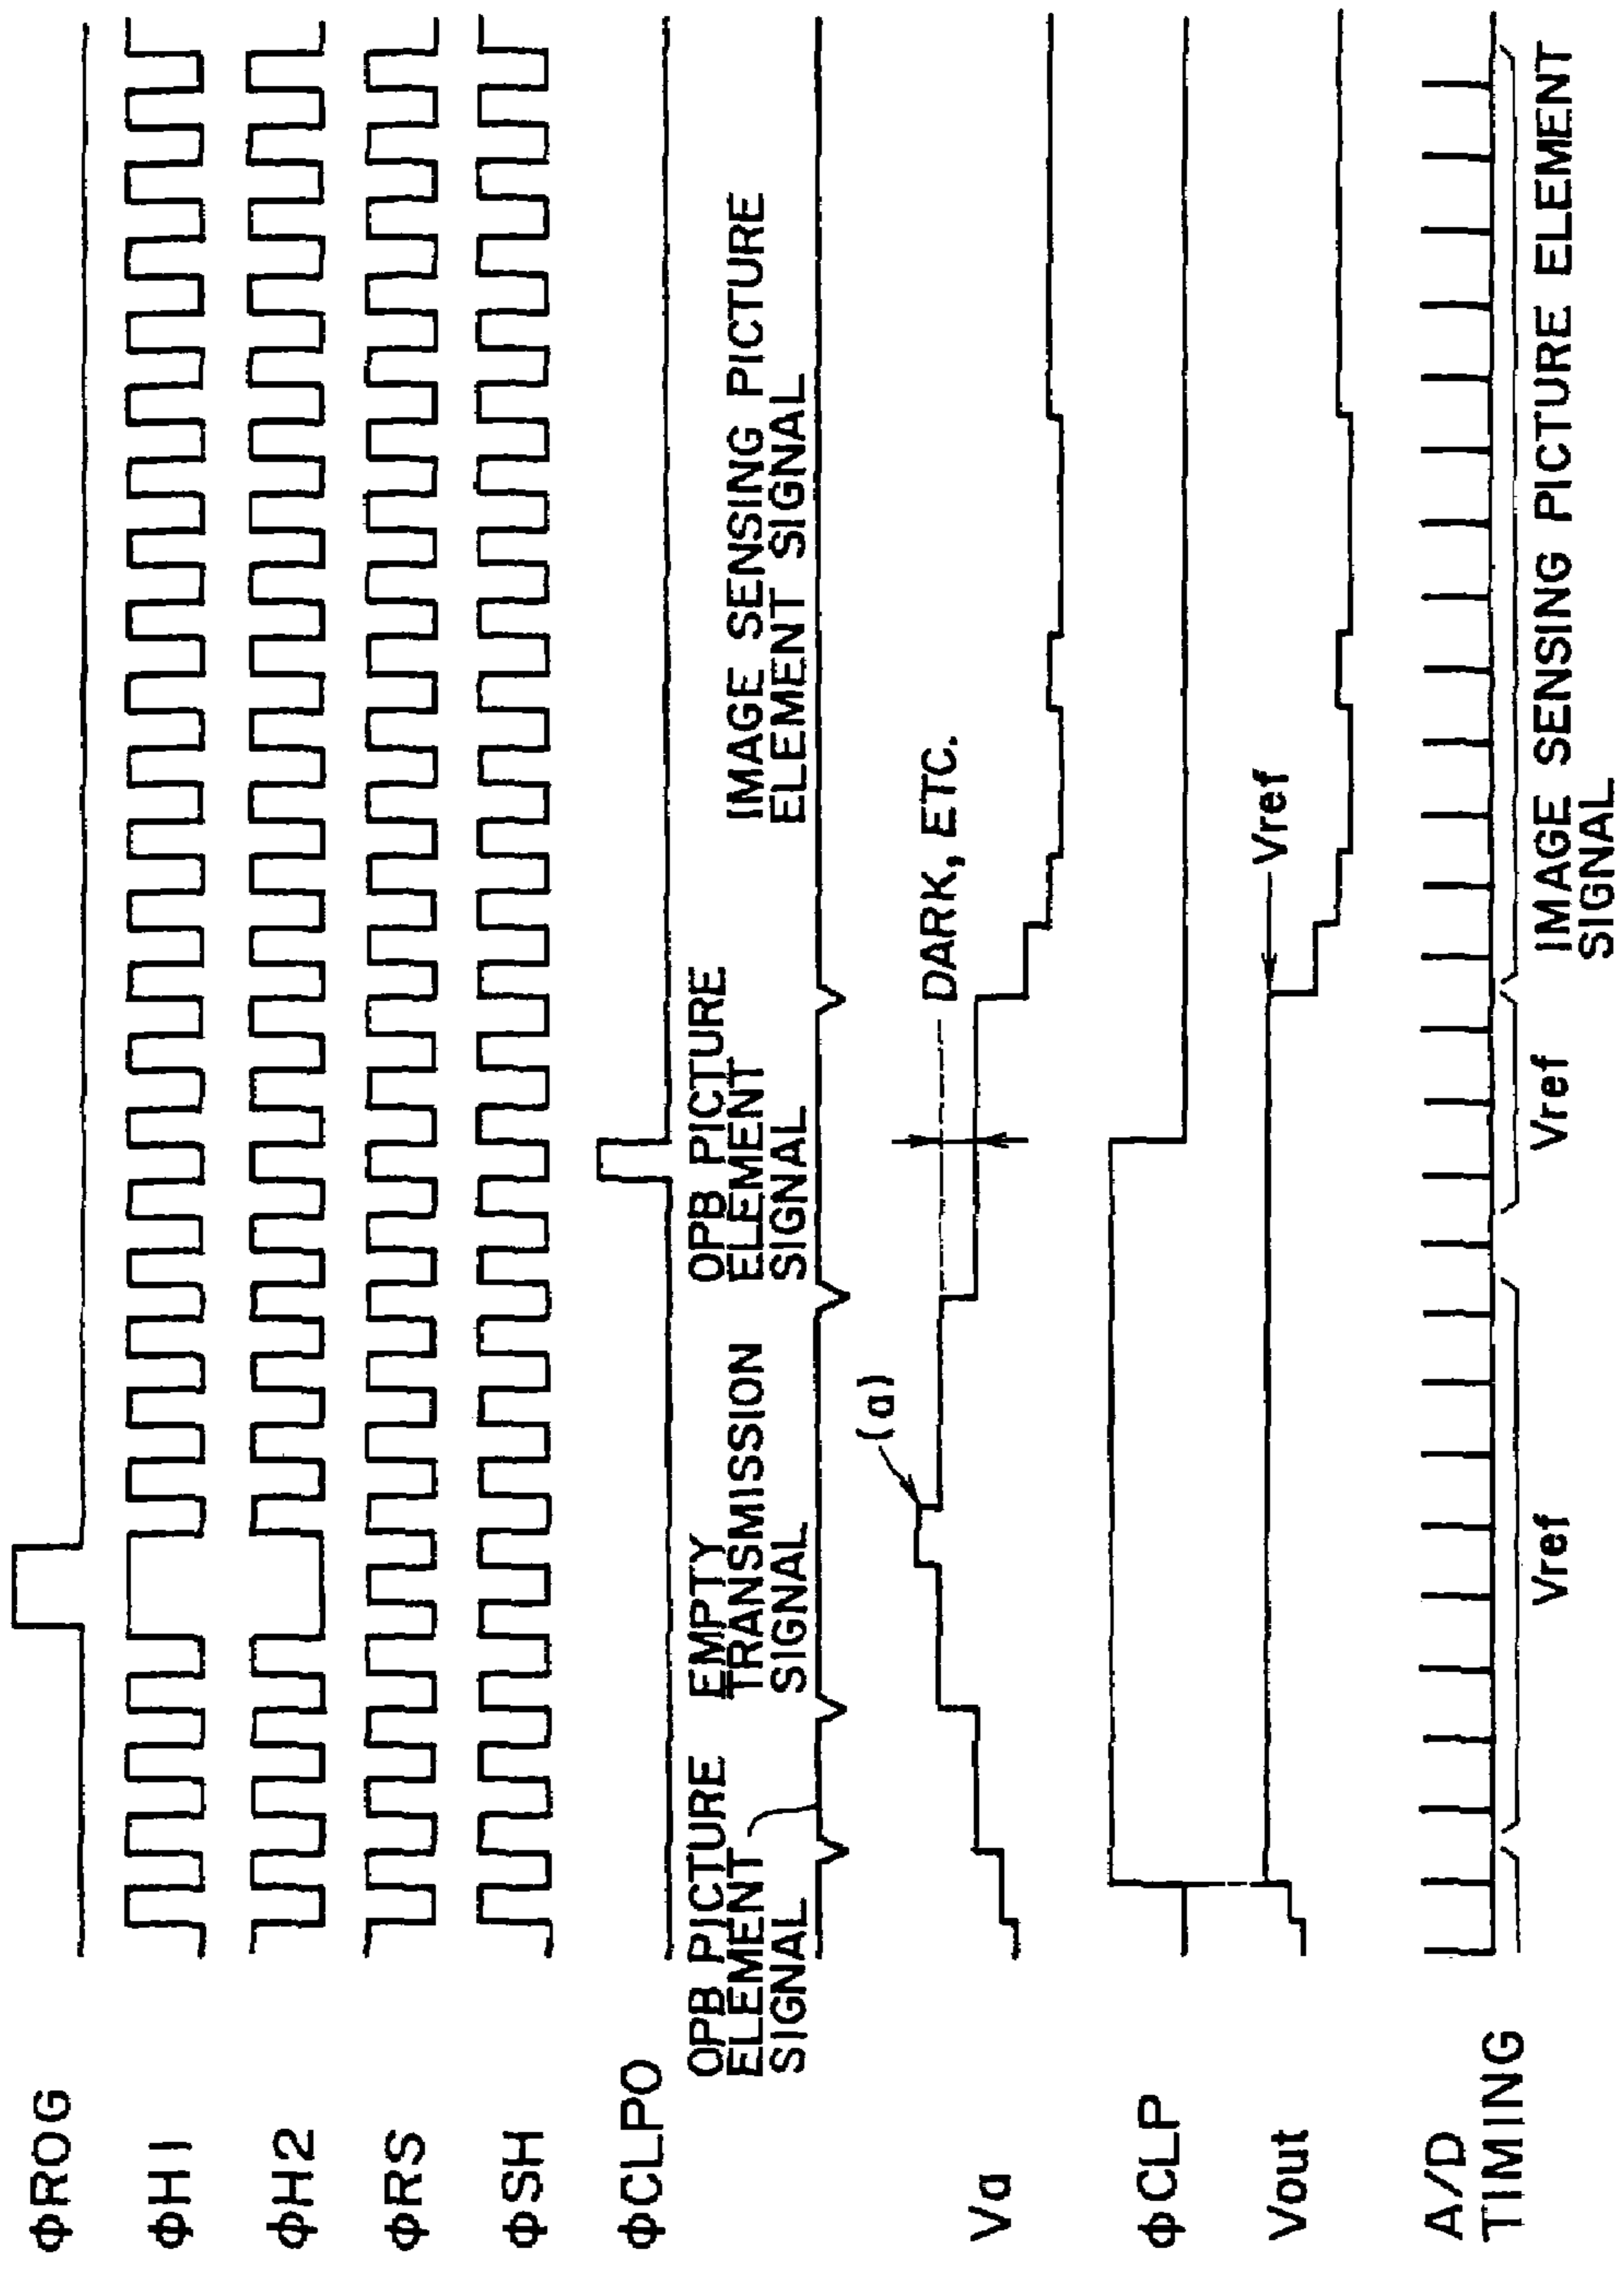 ΦROG
ΦH1
ΦH2
ΦRS
ΦSH
ΦCLPO
OPB PICTURE
ELEMENT
SIGNAL
EMPTY
TRANSMISSION
SIGNAL
OPB PICTURE
ELEMENT
SIGNAL
IMAGE SENSING PICTURE
ELEMENT SIGNAL
Va
(a)
DARK, ETC.
ΦCLP
Vout
Vref
A/D
TIMING
Vref
Vref
IMAGE SENSING PICTURE ELEMENT
SIGNAL